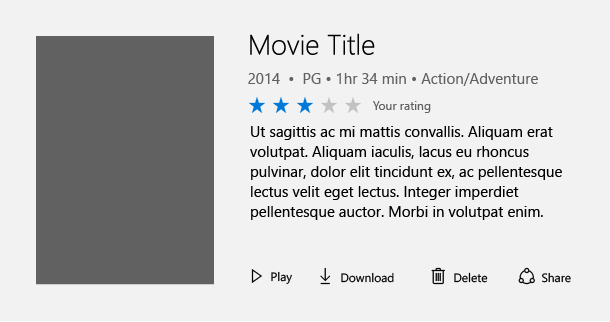 Movie Title
2014 • PG • 1hr 34 min • Action/Adventure
Your rating
Ut sagittis ac mi mattis convallis. Aliquam erat
volutpat. Aliquam iaculis, lacus eu rhoncus
pulvinar, dolor elit tincidunt ex, ac pellentesque
lectus velit eget lectus. Integer imperdiet
pellentesque auctor. Morbi in volutpat enim.
Play Download Delete Share